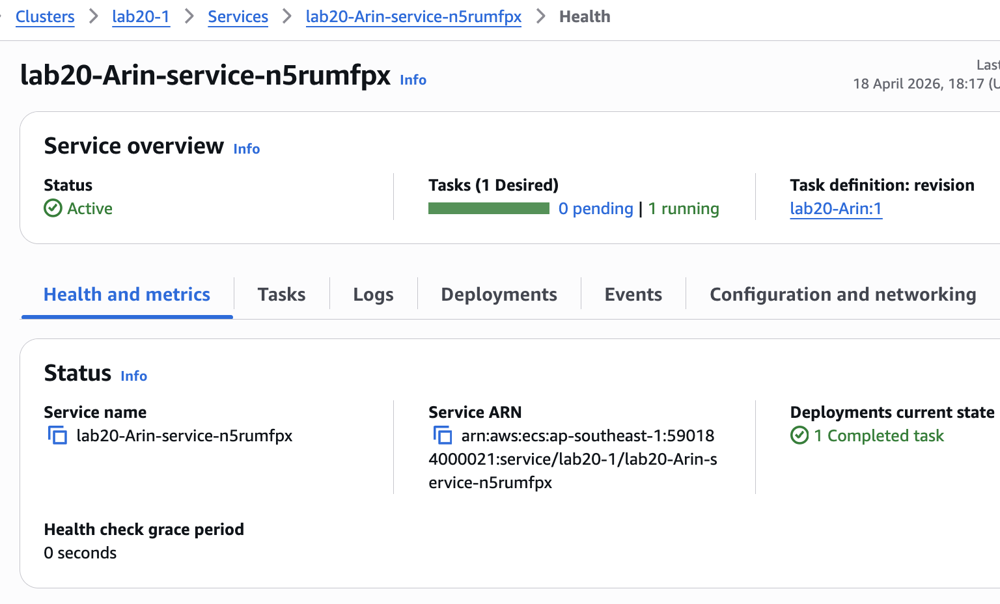 Clusters > lab20-1 > Services > lab20-Arin-service-n5rumfpx > Health
lab20-Arin-service-n5rumfpx Info
Last
18 April 2026, 18:17 (U
Service overview Info
Status
Active
Tasks (1 Desired)
0 pending | 1 running
Task definition: revision
lab20-Arin:1
Health and metrics
Tasks
Logs
Deployments
Events
Configuration and networking
Status Info
Service name
lab20-Arin-service-n5rumfpx
Service ARN
arn:aws:ecs:ap-southeast-1:59018
4000021:service/lab20-1/lab20-Arin-s
ervice-n5rumfpx
Deployments current state
1 Completed task
Health check grace period
0 seconds